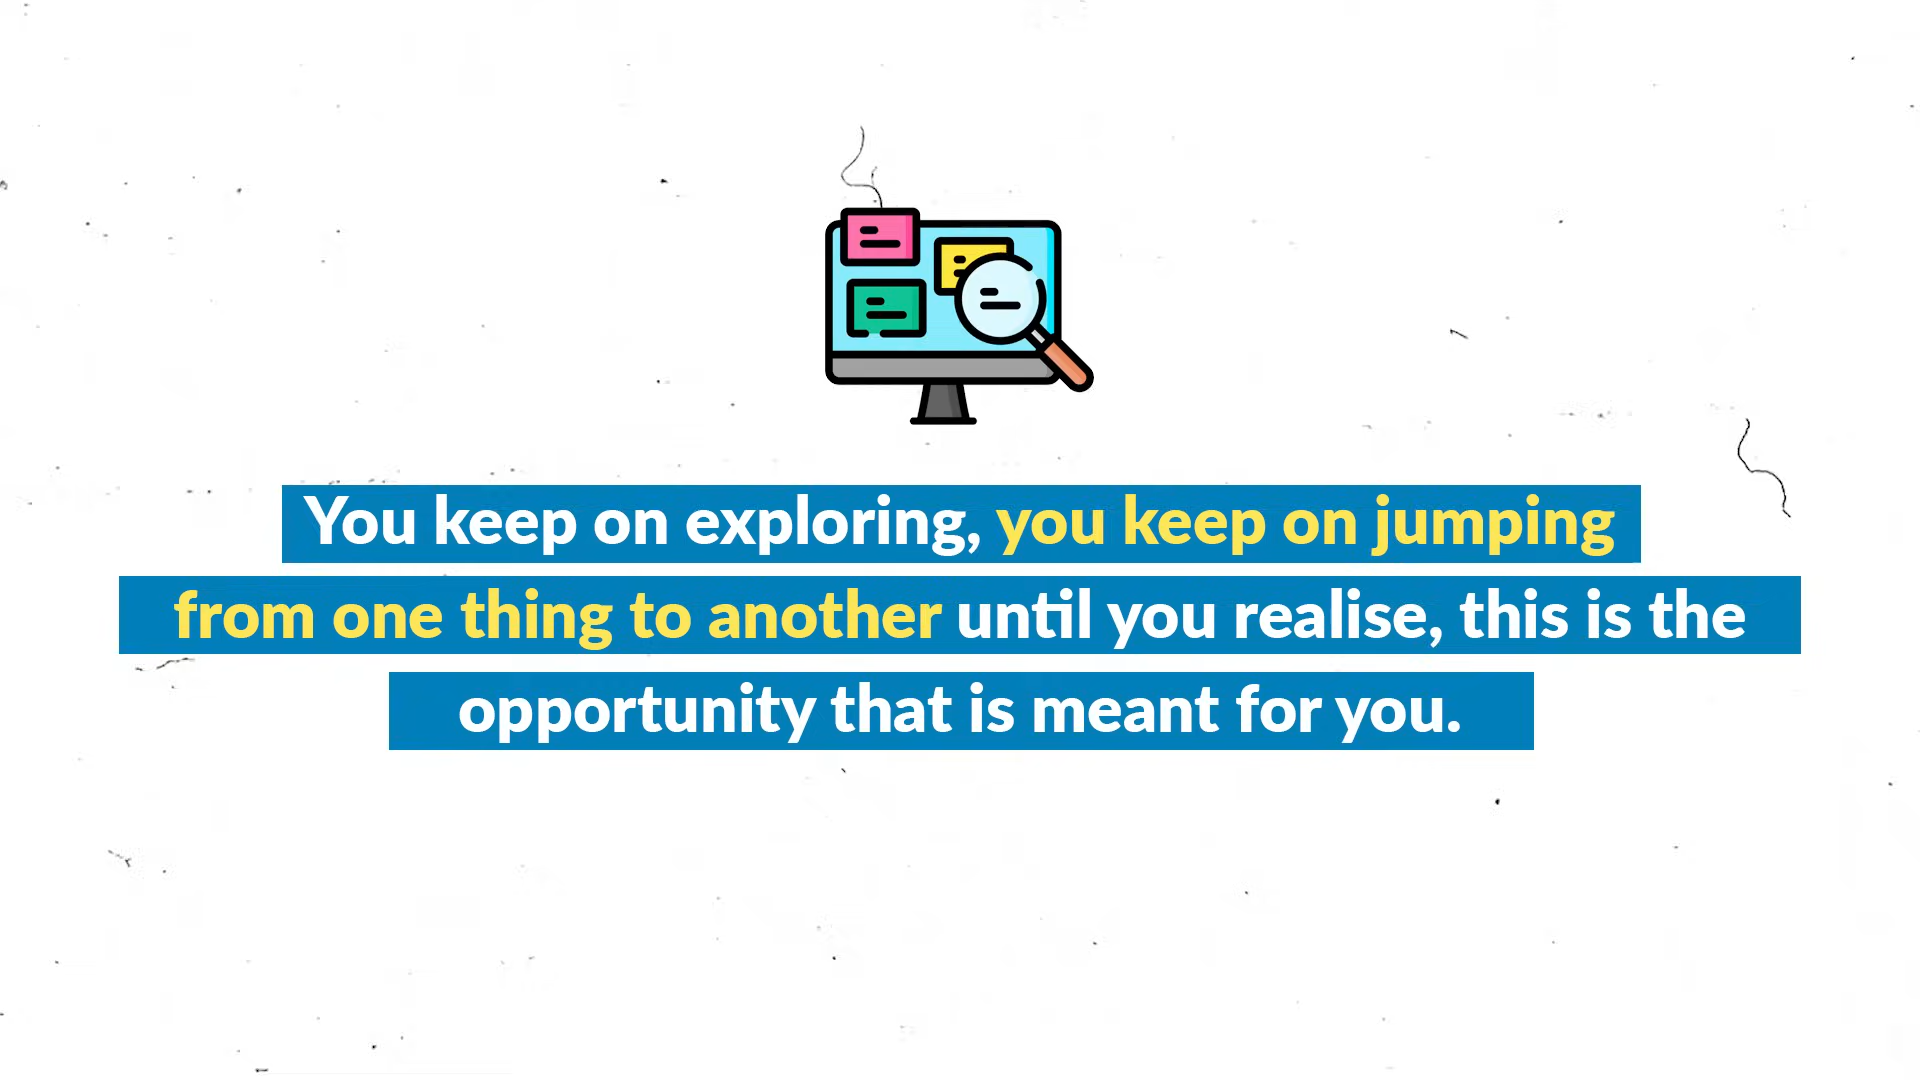 You keep on exploring, you keep on jumping
from one thing to another until you realise, this is the
opportunity that is meant for you.